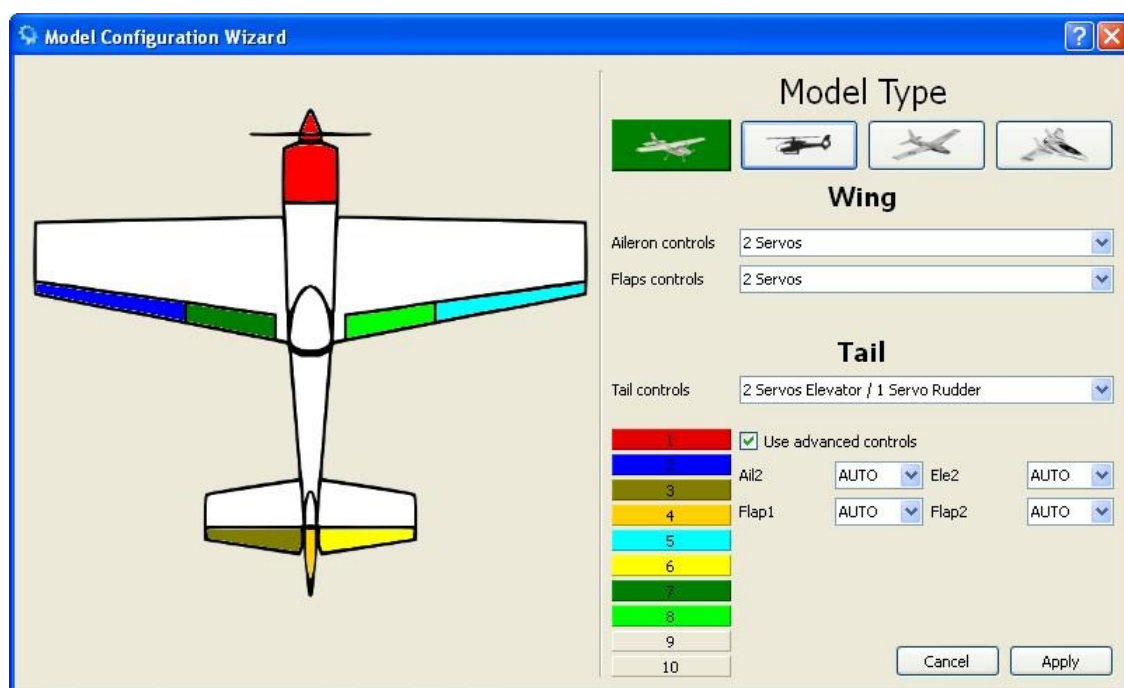 Model Configuration Wizard
Model Type
Wing
Aileron controls 2 Servos
Flaps controls 2 Servos
Tail
Tail controls 2 Servos Elevator / 1 Servo Rudder
1 Use advanced controls
2
Ail2 AUTO Ele2 AUTO
3
4
Flap1 AUTO Flap2 AUTO
5
6
7
8
9
10
Cancel Apply